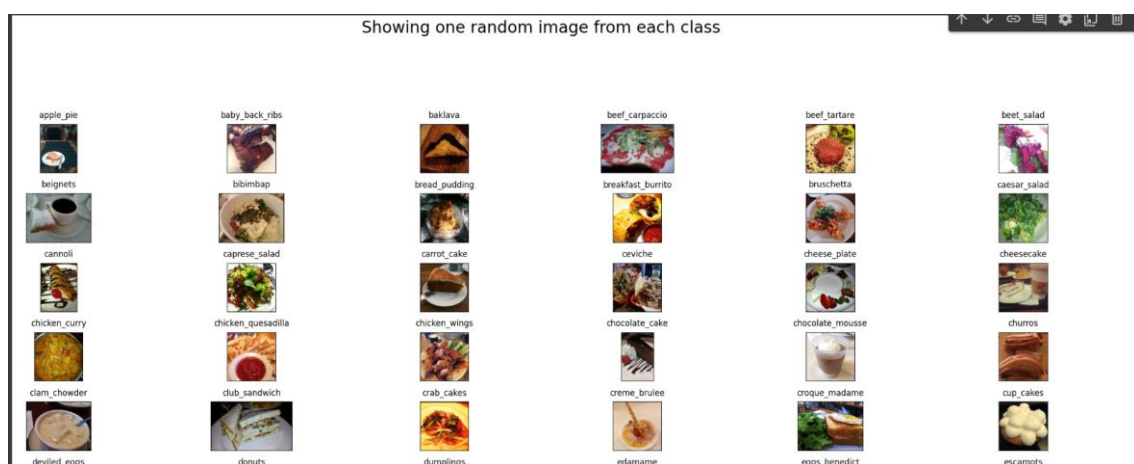 Showing one random image from each class
apple_pie baby_back_ribs baklava beef_carpaccio beef_tartare beet_salad
beignets bibimbap bread_pudding breakfast_burrito bruschetta caesar_salad
cannoli caprese_salad carrot_cake ceviche cheese_plate cheesecake
chicken_curry chicken_quesadilla chicken_wings chocolate_cake chocolate_mousse churros
clam_chowder club_sandwich crab_cakes creme_brulee croque_madame cup_cakes
deviled_eggs donuts dumplings edamame eggs_benedict escargots